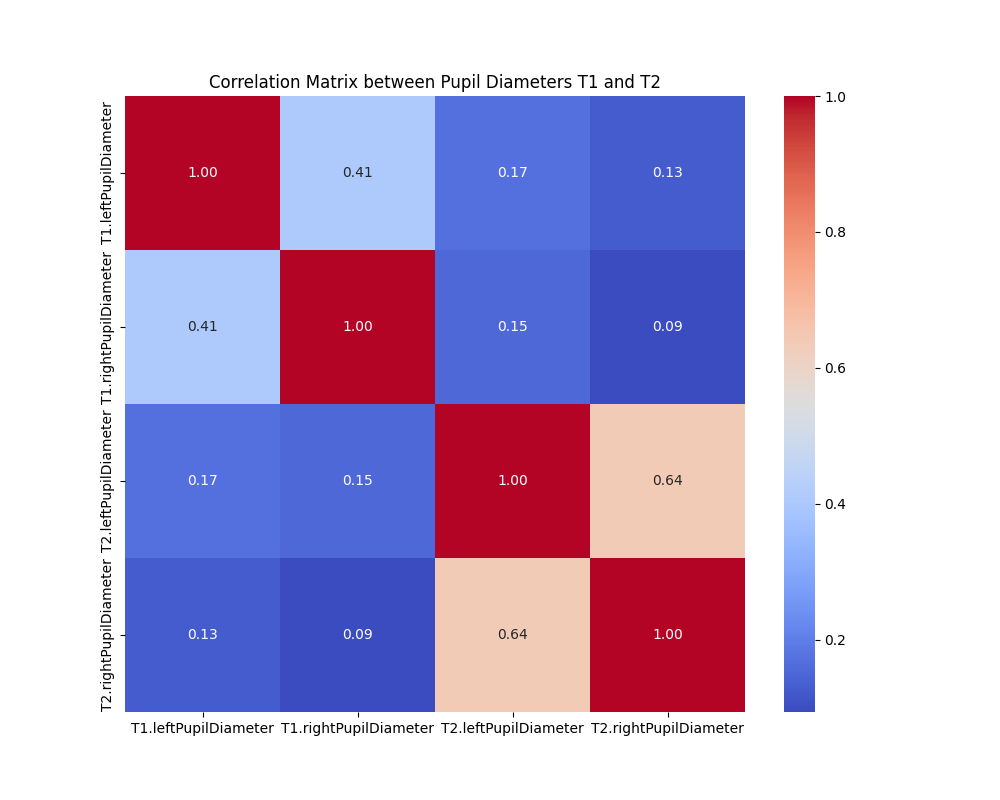 Correlation Matrix between Pupil Diameters T1 and T2
T1.leftPupilDiameter
1.00 0.41 0.17 0.13
T1.rightPupilDiameter
0.41 1.00 0.15 0.09
T2.leftPupilDiameter
0.17 0.15 1.00 0.64
T2.rightPupilDiameter
0.13 0.09 0.64 1.00
T1.leftPupilDiameter T1.rightPupilDiameter T2.leftPupilDiameter T2.rightPupilDiameter
1.0
0.8
0.6
0.4
0.2